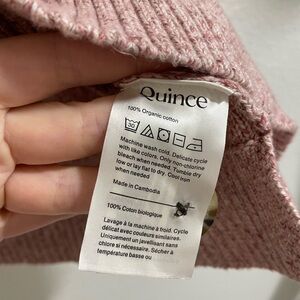 Quince
100% Organic cotton
30
Machine wash cold. Delicate cycle
with like colors. Only non-chlorine
bleach when needed. Tumble dry
low or lay flat to dry. Cool iron
when needed
Made in Cambodia
100% Coton biologique
Lavage à la machine à froid. Cycle
délicat avec couleurs similaires.
Uniquement un javellisant sans
chlore si nécessaire. Sécher à
température basse ou